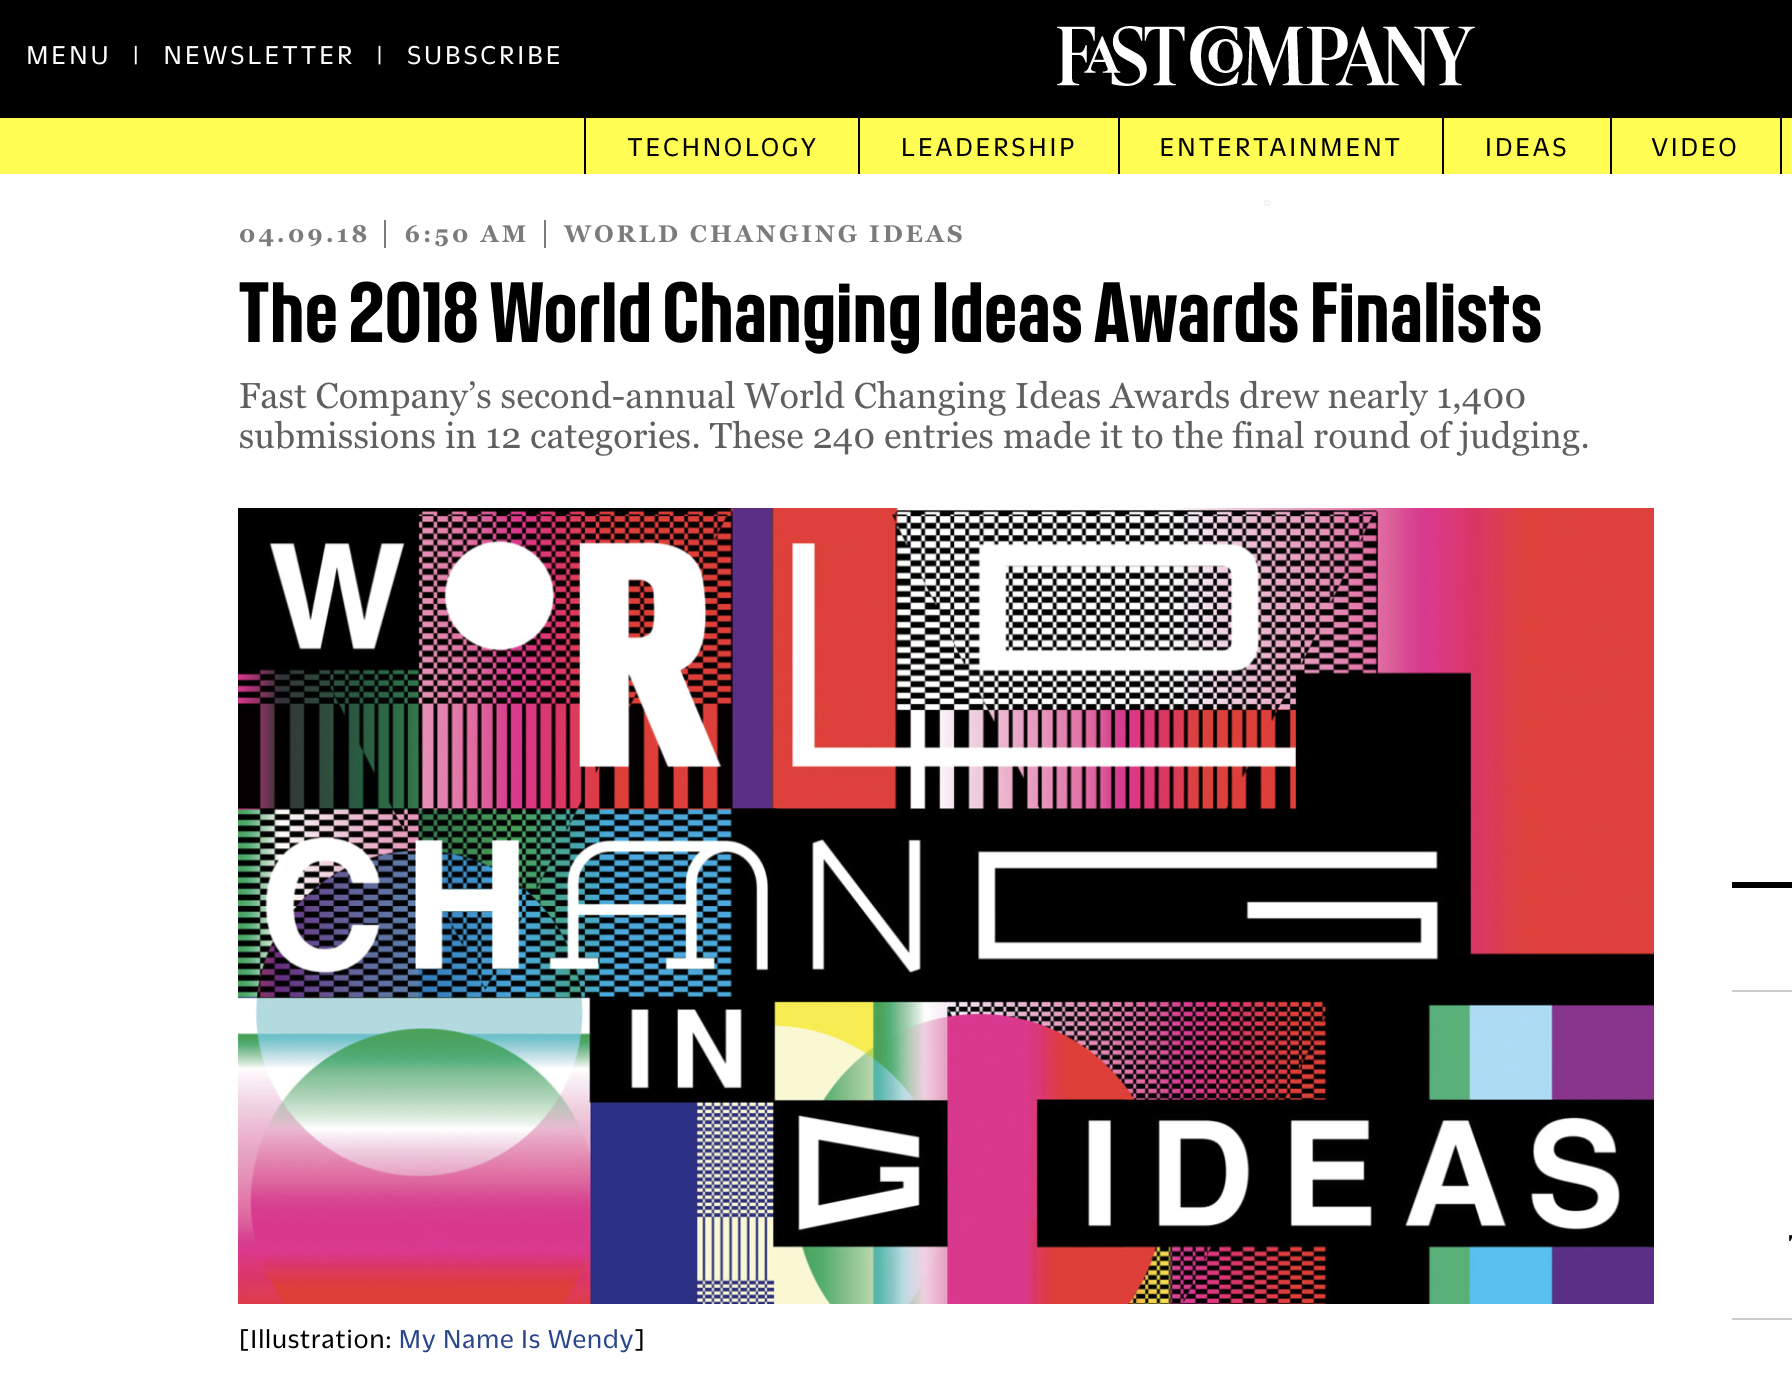 MENU | NEWSLETTER | SUBSCRIBE
FAST COMPANY
TECHNOLOGY LEADERSHIP ENTERTAINMENT IDEAS VIDEO
04.09.18 | 6:50 AM | WORLD CHANGING IDEAS
The 2018 World Changing Ideas Awards Finalists
Fast Company’s second-annual World Changing Ideas Awards drew nearly 1,400
submissions in 12 categories. These 240 entries made it to the final round of judging.
WORLD
CHANG
IN
G IDEAS
[Illustration: My Name Is Wendy]